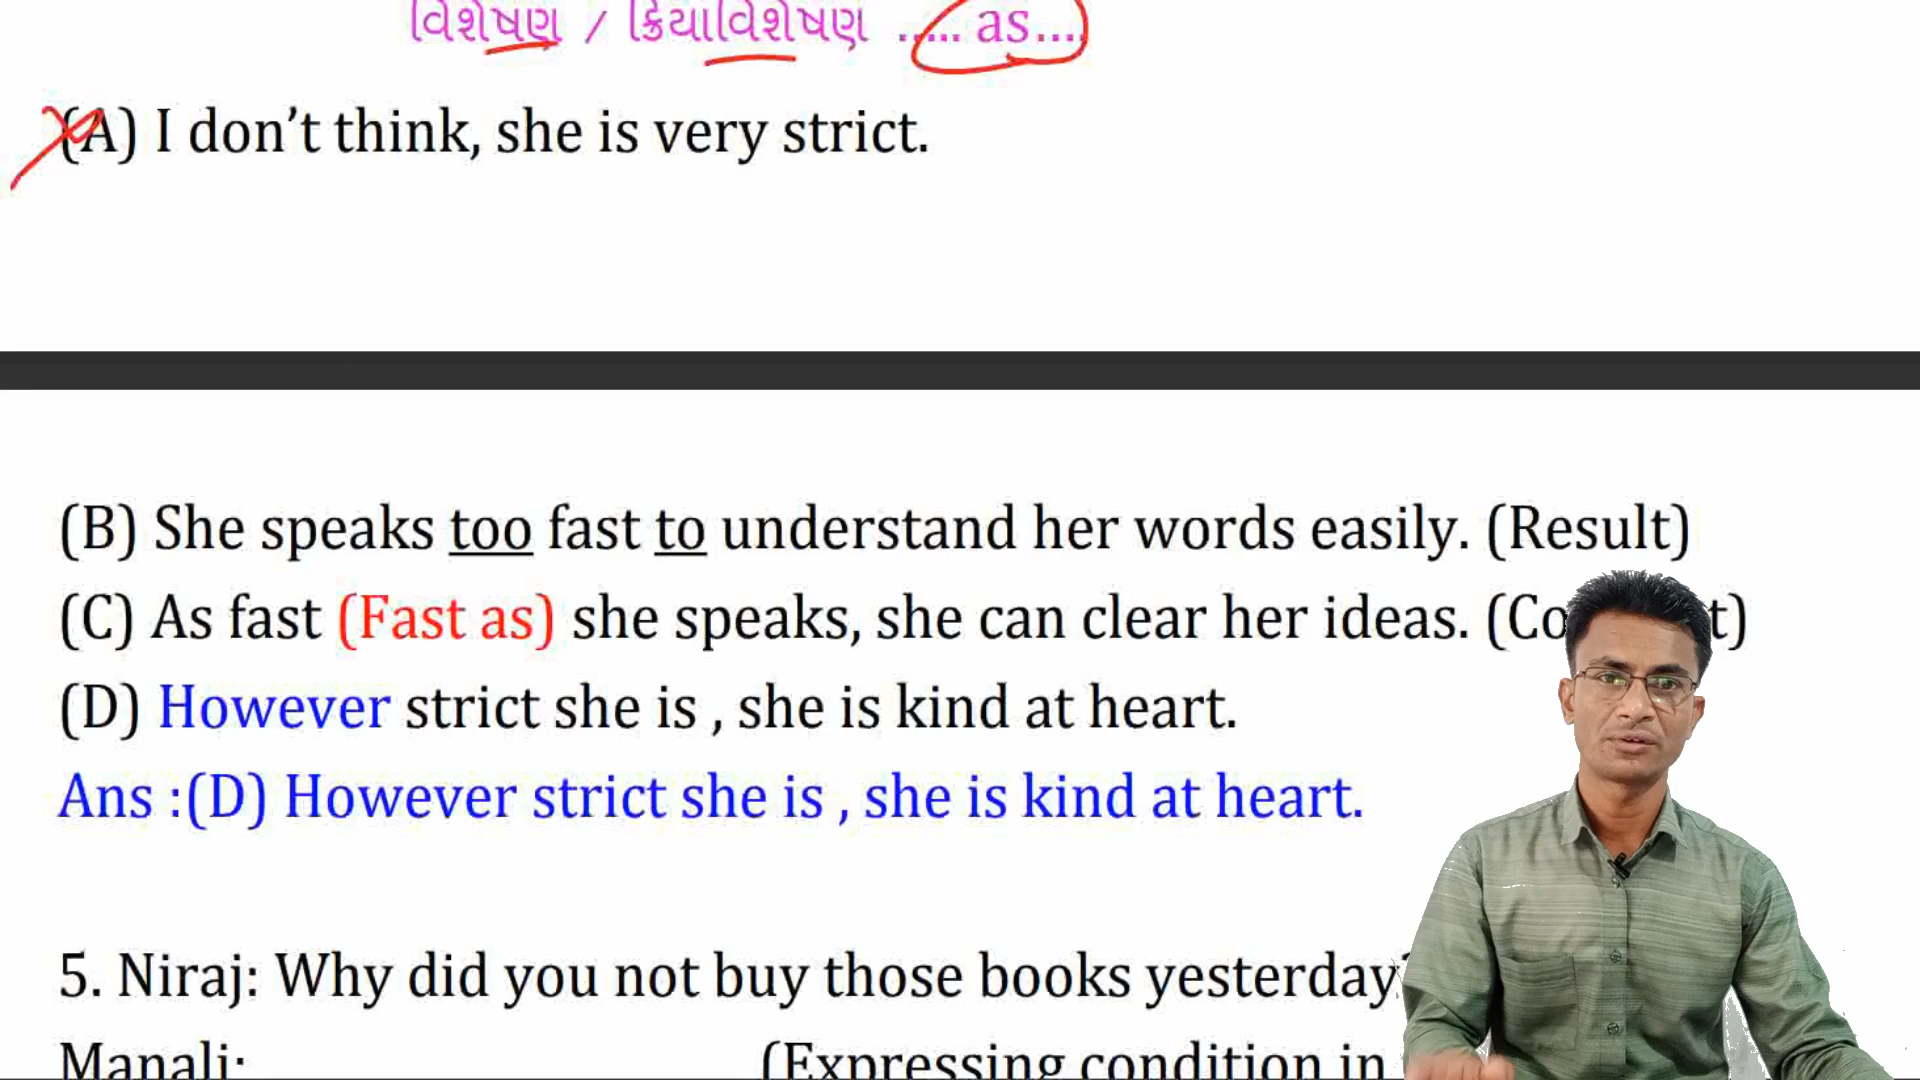 વિશેષણ / ક્રિયાવિશેષણ ..... as....
(A) I don’t think, she is very strict.
(B) She speaks too fast to understand her words easily. (Result)
(C) As fast (Fast as) she speaks, she can clear her ideas.
(D) However strict she is , she is kind at heart.
Ans :(D) However strict she is , she is kind at heart.
5. Niraj: Why did you not buy those books yesterday?
Manali: (Expressing condition in